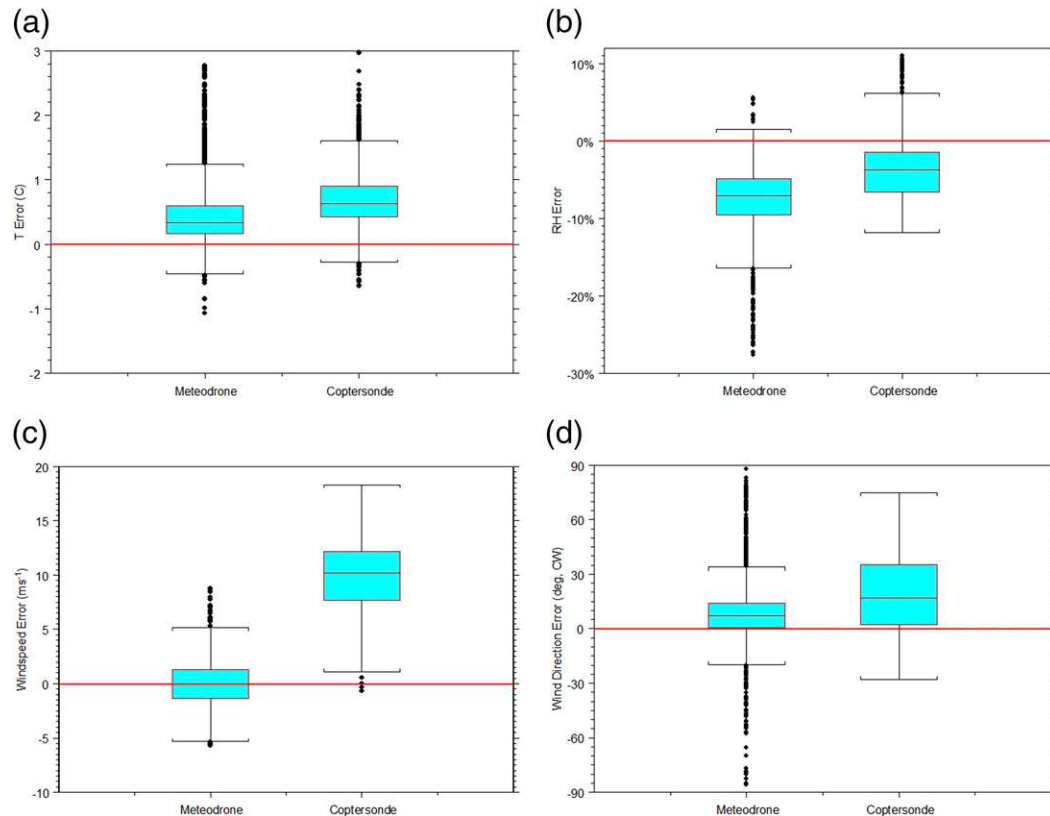 (a)
3
2
1
0
-1
-2
T Error (C)
Meteodrone Coptersonde
(b)
10%
0%
-10%
-20%
-30%
RH Error
Meteodrone Coptersonde
(c)
20
15
10
5
0
-5
-10
Windspeed Error (ms⁻¹)
Meteodrone Coptersonde
(d)
90
60
30
0
-30
-60
-90
Wind Direction Error (deg, CW)
Meteodrone Coptersonde